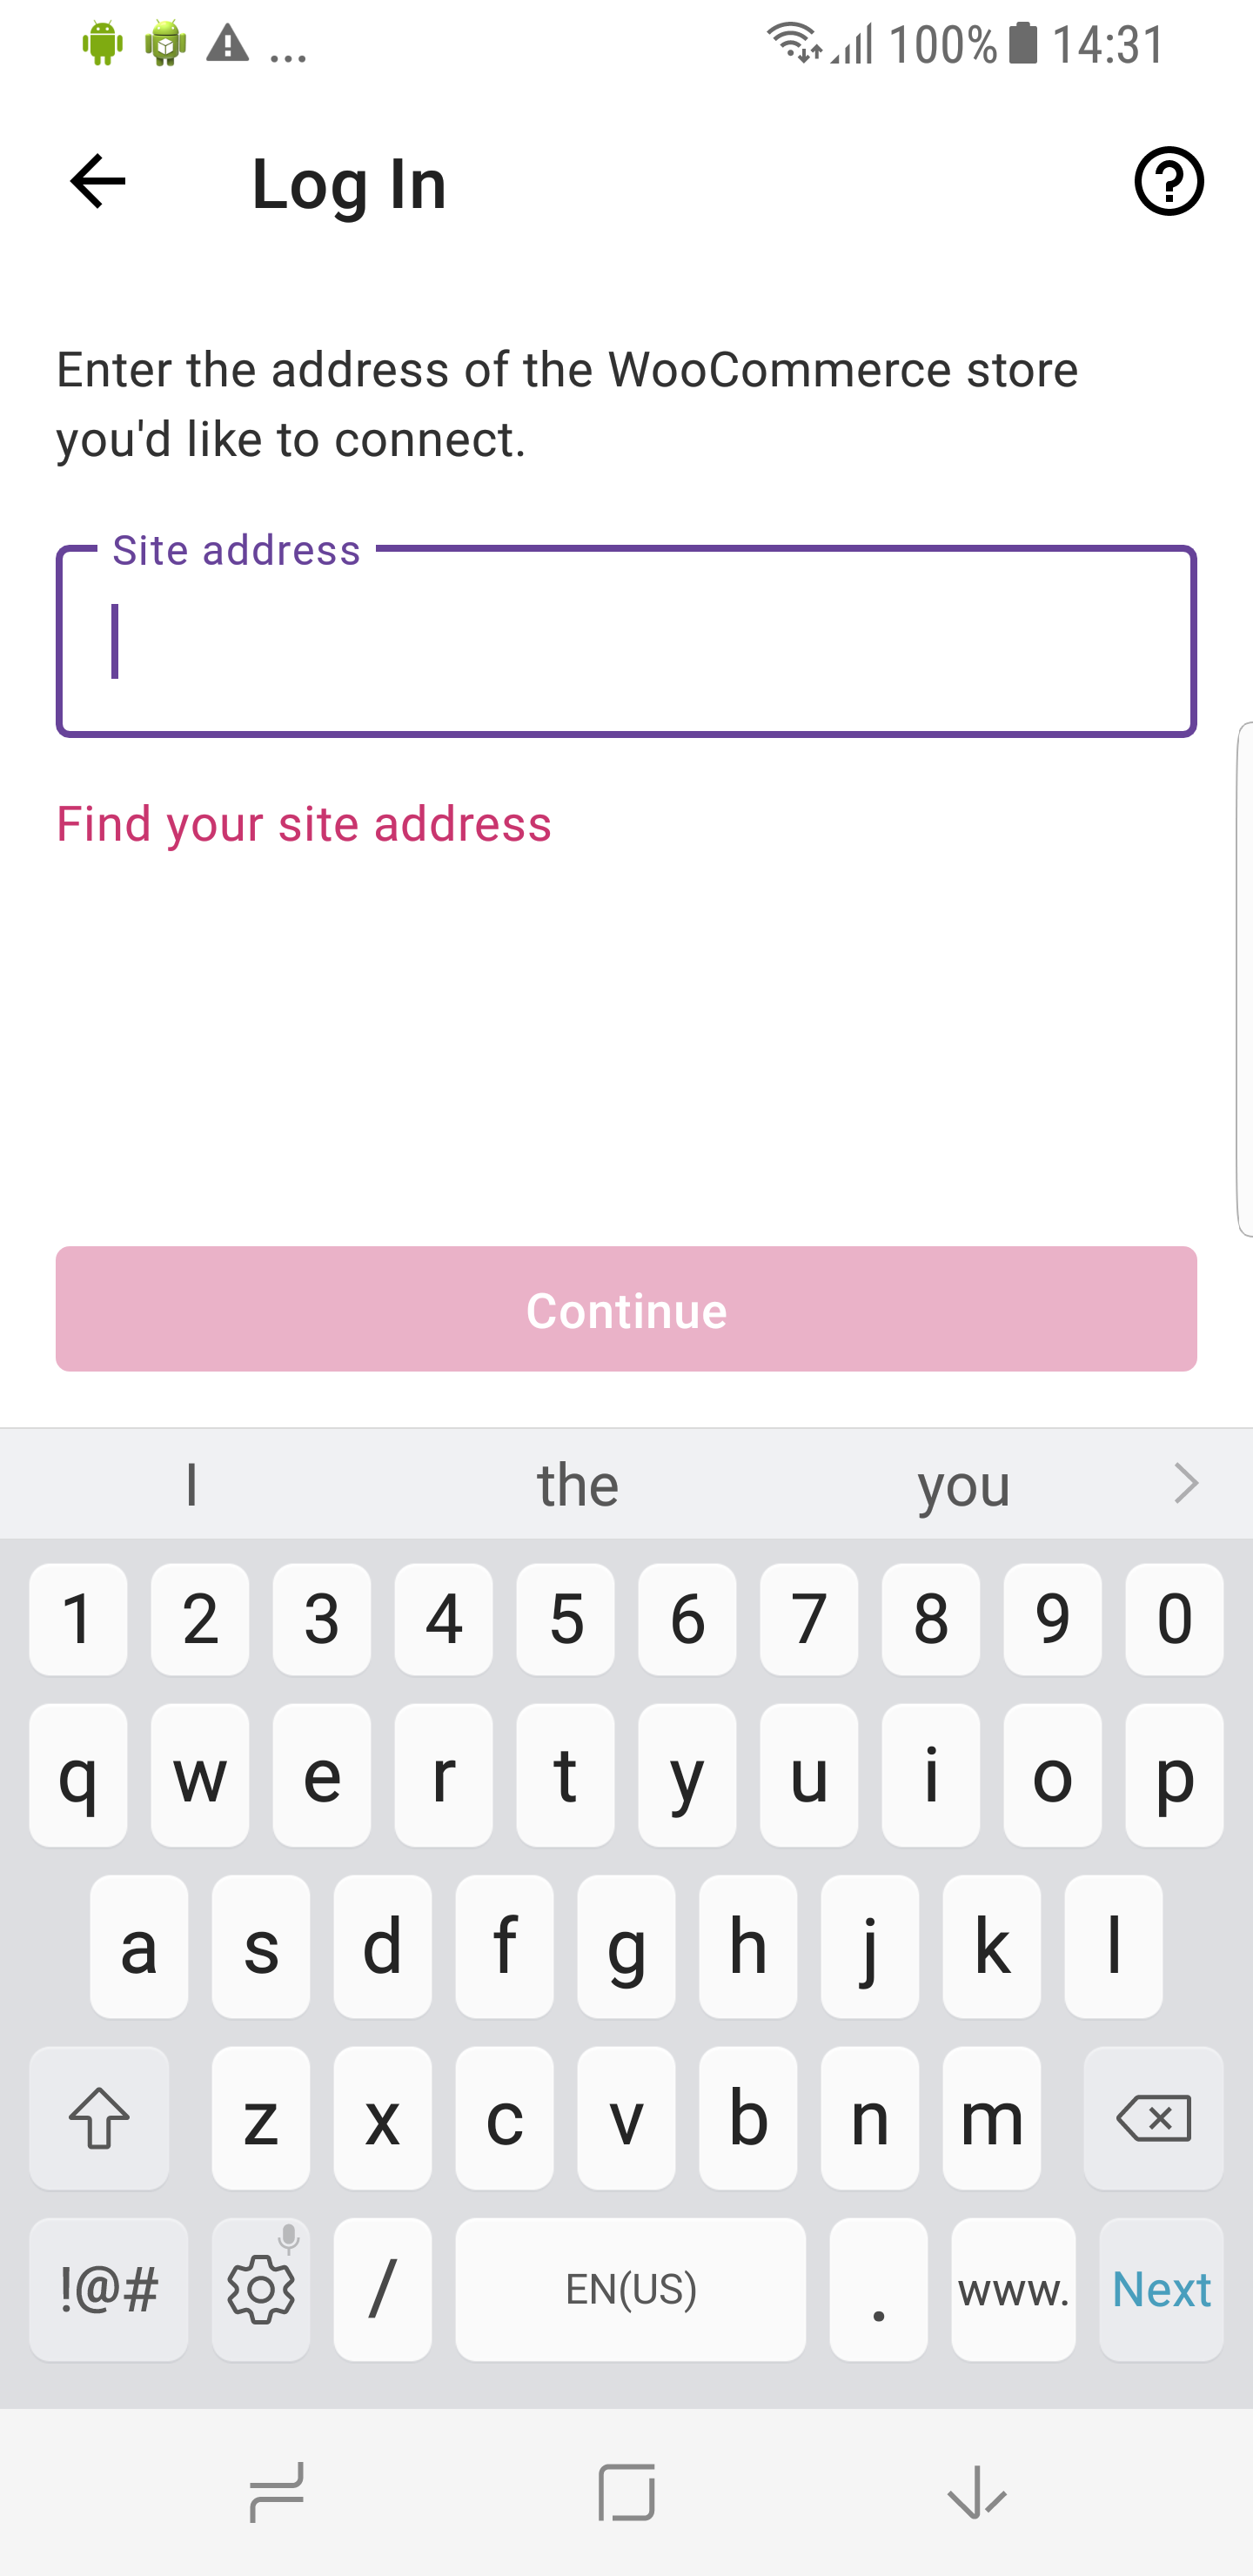 ... 100% 14:31
Log In
Enter the address of the WooCommerce store
you'd like to connect.
Site address
Find your site address
Continue
I the you
1 2 3 4 5 6 7 8 9 0
q w e r t y u i o p
a s d f g h j k l
z x c v b n m
!@# / EN(US) . www. Next